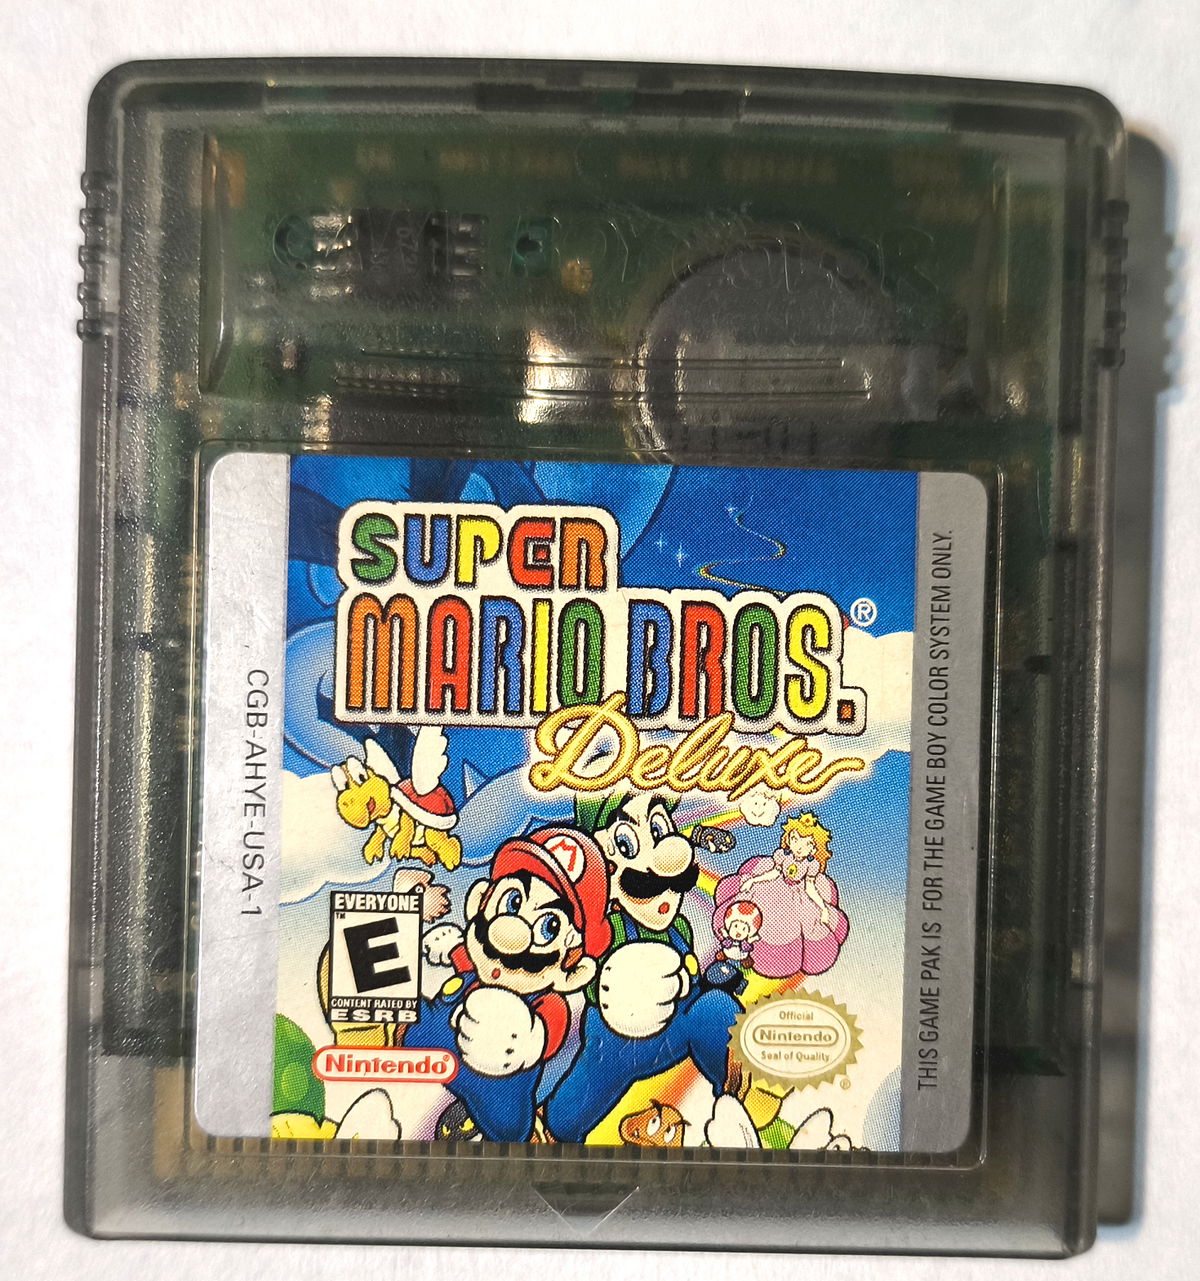 SUPER
MARIO BROS.®
Deluxe
CGB-AHYE-USA-1
EVERYONE
™
E
CONTENT RATED BY
ESRB
Nintendo®
M
Official
Nintendo
Seal of Quality
®
THIS GAME PAK IS FOR THE GAME BOY COLOR SYSTEM ONLY.